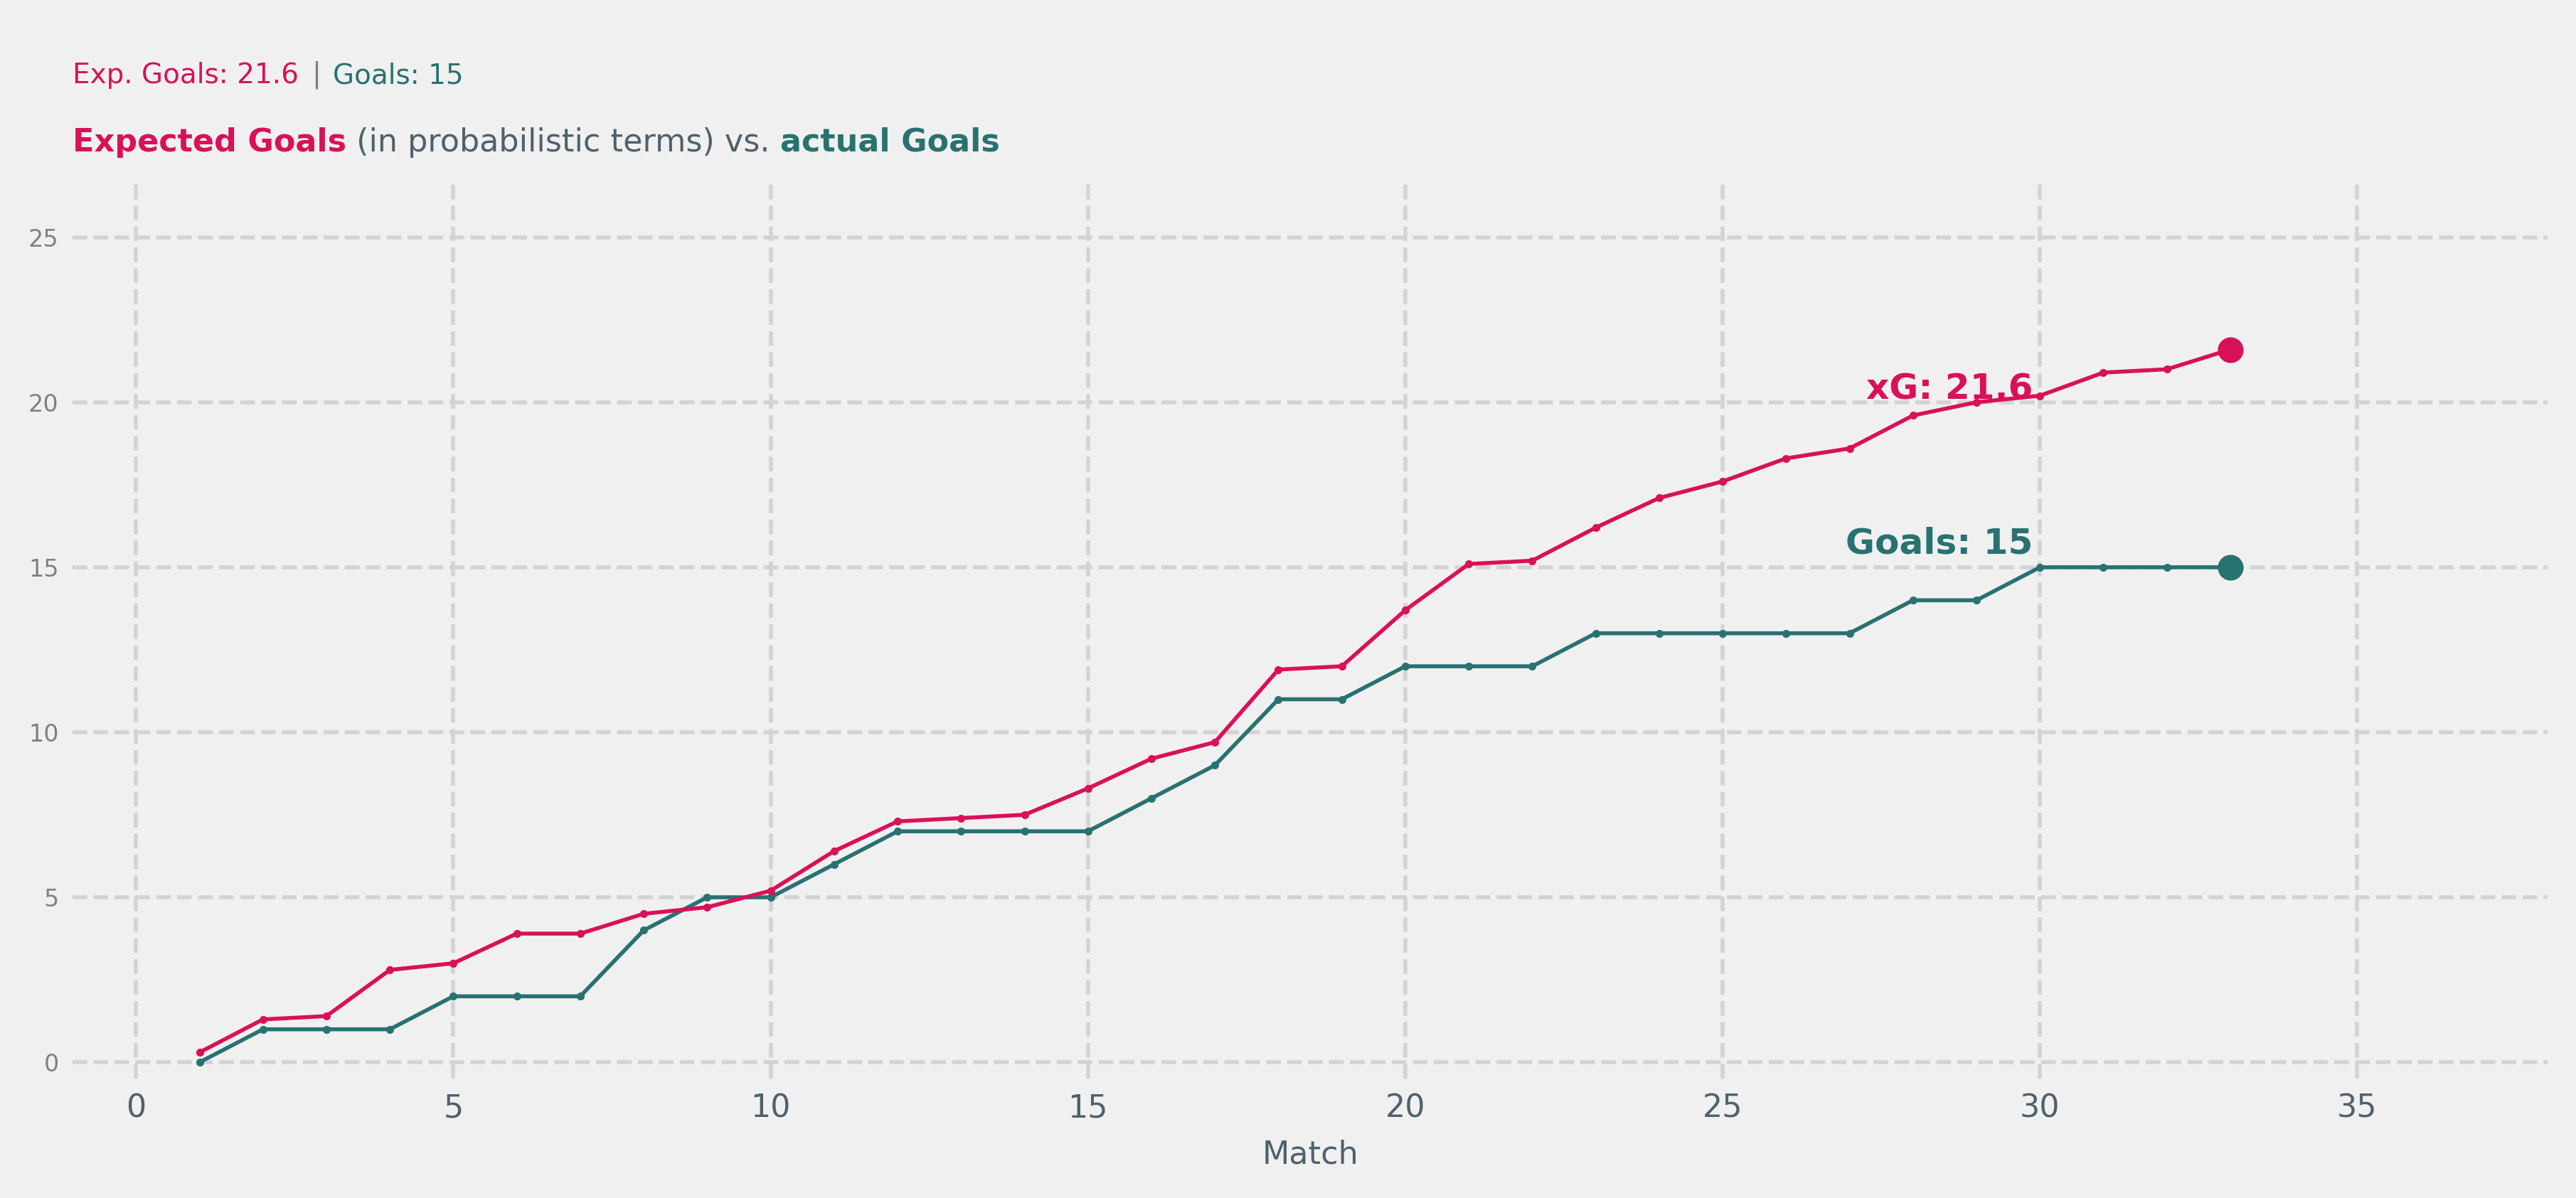 Exp. Goals: 21.6 | Goals: 15
Expected Goals (in probabilistic terms) vs. actual Goals
25
20
15
10
5
0
xG: 21.6
Goals: 15
0 5 10 15 20 25 30 35
Match